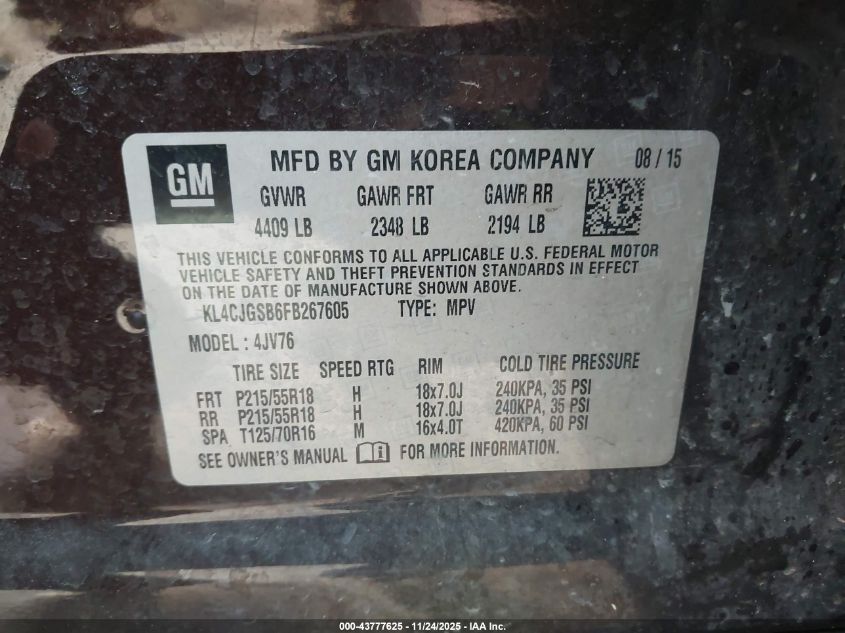 GM
MFD BY GM KOREA COMPANY 08 / 15
GVWR GAWR FRT GAWR RR
4409 LB 2348 LB 2194 LB
THIS VEHICLE CONFORMS TO ALL APPLICABLE U.S. FEDERAL MOTOR
VEHICLE SAFETY AND THEFT PREVENTION STANDARDS IN EFFECT
ON THE DATE OF MANUFACTURE SHOWN ABOVE.
KL4CJGSB6FB267605 TYPE: MPV
MODEL : 4JV76
TIRE SIZE SPEED RTG RIM COLD TIRE PRESSURE
FRT P215/55R18 H 18x7.0J 240KPA, 35 PSI
RR P215/55R18 H 18x7.0J 240KPA, 35 PSI
SPA T125/70R16 M 16x4.0T 420KPA, 60 PSI
SEE OWNER'S MANUAL i FOR MORE INFORMATION.
000-43777625 - 11/24/2025 - IAA Inc.